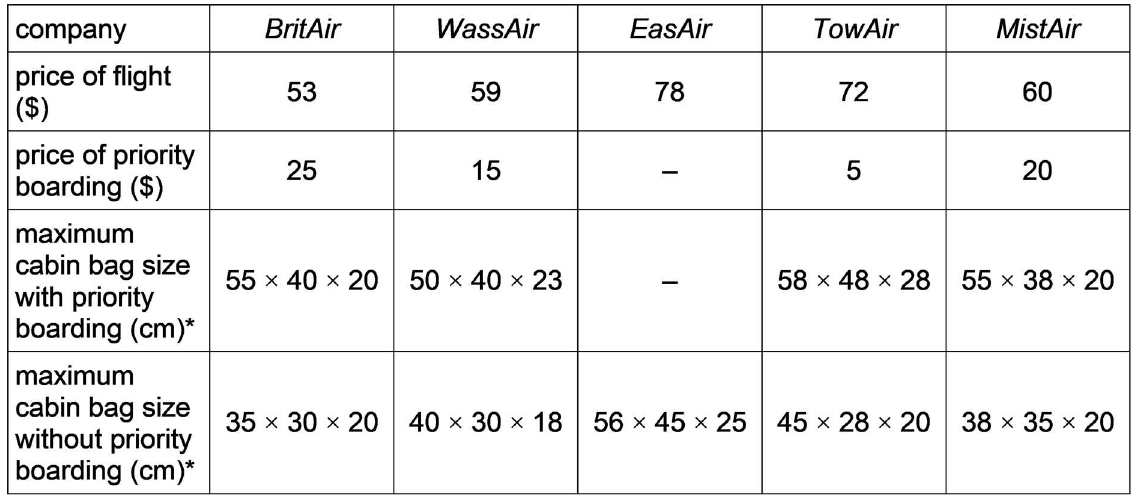 company BritAir WassAir EasAir TowAir MistAir
price of flight
($) 53 59 78 72 60
price of priority
boarding ($) 25 15 – 5 20
maximum
cabin bag size
with priority
boarding (cm)* 55 × 40 × 20 50 × 40 × 23 – 58 × 48 × 28 55 × 38 × 20
maximum
cabin bag size
without priority
boarding (cm)* 35 × 30 × 20 40 × 30 × 18 56 × 45 × 25 45 × 28 × 20 38 × 35 × 20